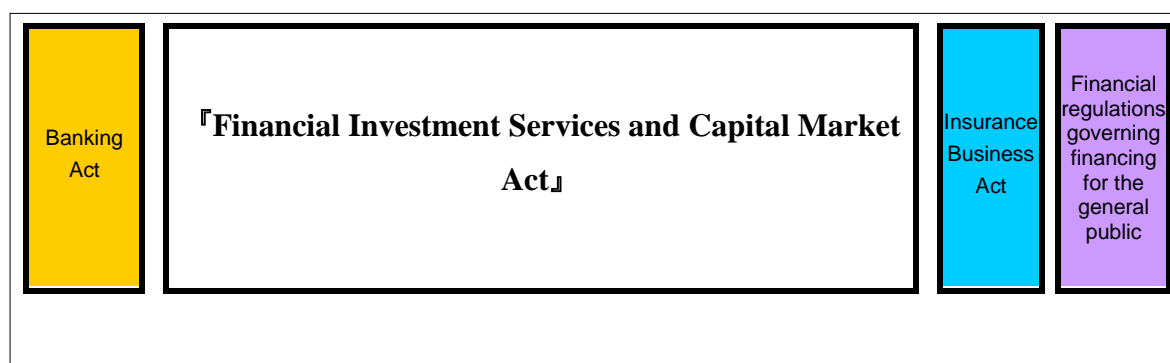 Banking
Act
『Financial Investment Services and Capital Market
Act』
Insurance
Business
Act
Financial
regulations
governing
financing
for the
general
public